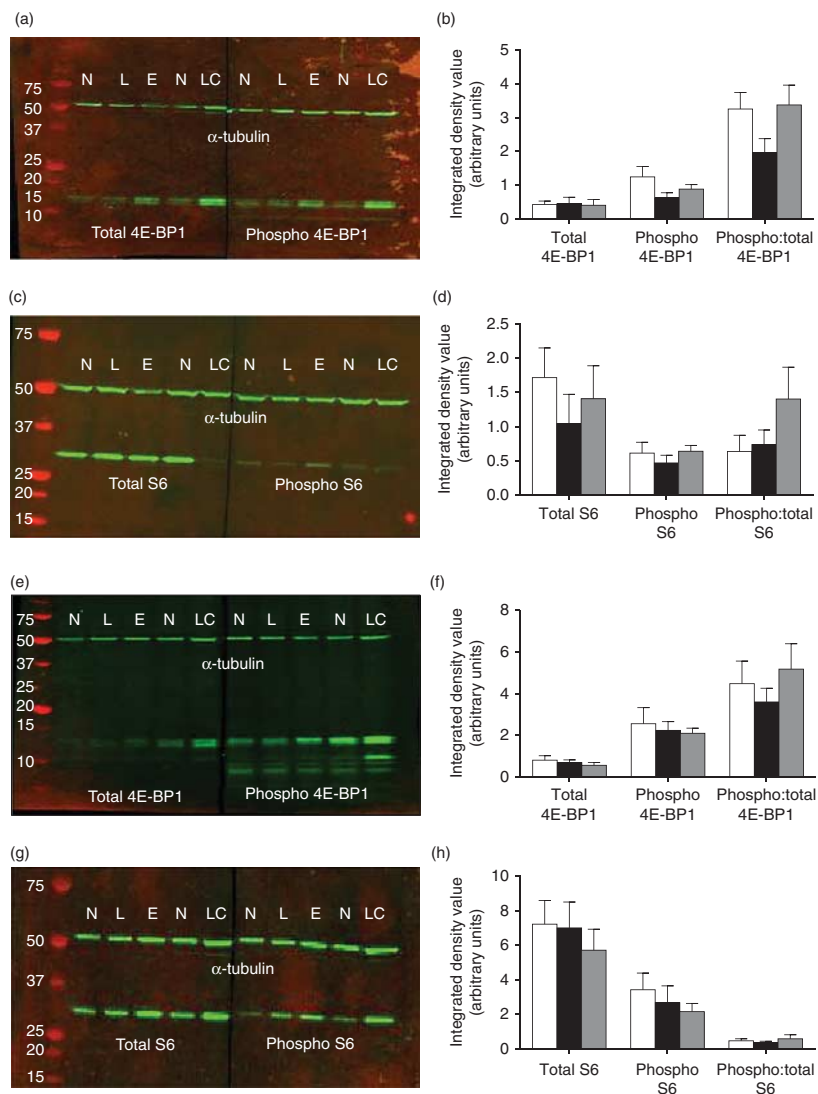 (a)
N L E N LC N L E N LC
75
50
37
25
20
15
10
α-tubulin
Total 4E-BP1 Phospho 4E-BP1
(b)
Integrated density value
(arbitrary units)
5
4
3
2
1
0
Total
4E-BP1
Phospho
4E-BP1
Phospho:total
4E-BP1
(c)
N L E N LC N L E N LC
75
50
37
25
20
15
α-tubulin
Total S6 Phospho S6
(d)
Integrated density value
(arbitrary units)
2.5
2.0
1.5
1.0
0.5
0.0
Total S6
Phospho
S6
Phospho:total
S6
(e)
N L E N LC N L E N LC
75
50
37
25
20
15
10
α-tubulin
Total 4E-BP1 Phospho 4E-BP1
(f)
Integrated density value
(arbitrary units)
8
6
4
2
0
Total
4E-BP1
Phospho
4E-BP1
Phospho:total
4E-BP1
(g)
N L E N LC N L E N LC
75
50
37
25
20
15
α-tubulin
Total S6 Phospho S6
(h)
Integrated density value
(arbitrary units)
10
8
6
4
2
0
Total S6
Phospho
S6
Phospho:total
S6